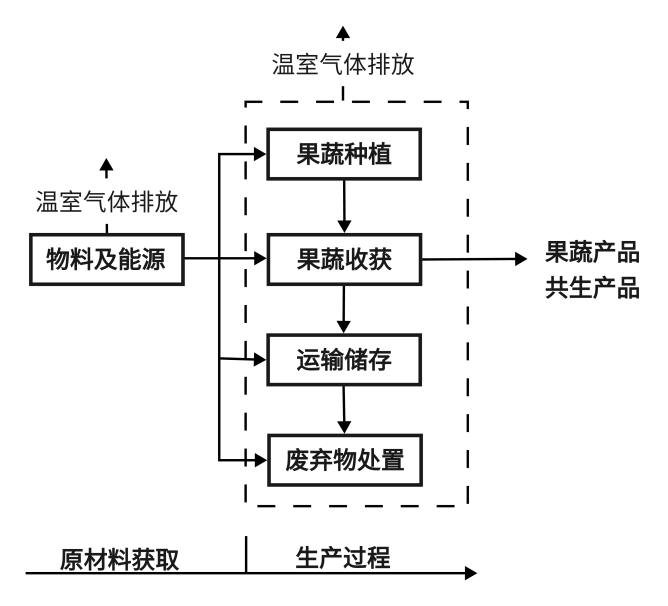 温室气体排放
果蔬种植
温室气体排放
物料及能源
果蔬收获
果蔬产品
共生产品
运输储存
废弃物处置
原材料获取
生产过程